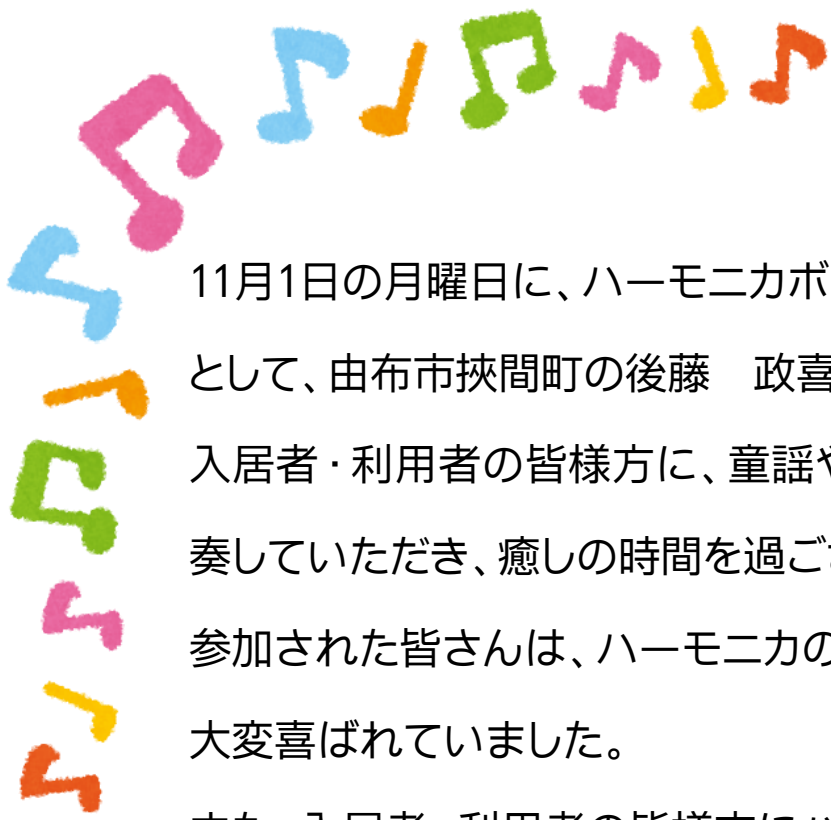 11月1日の月曜日に、ハーモニカボ
として、由布市挾間町の後藤　政喜
入居者・利用者の皆様方に、童謡や
奏していただき、癒しの時間を過ご
参加された皆さんは、ハーモニカの
大変喜ばれていました。